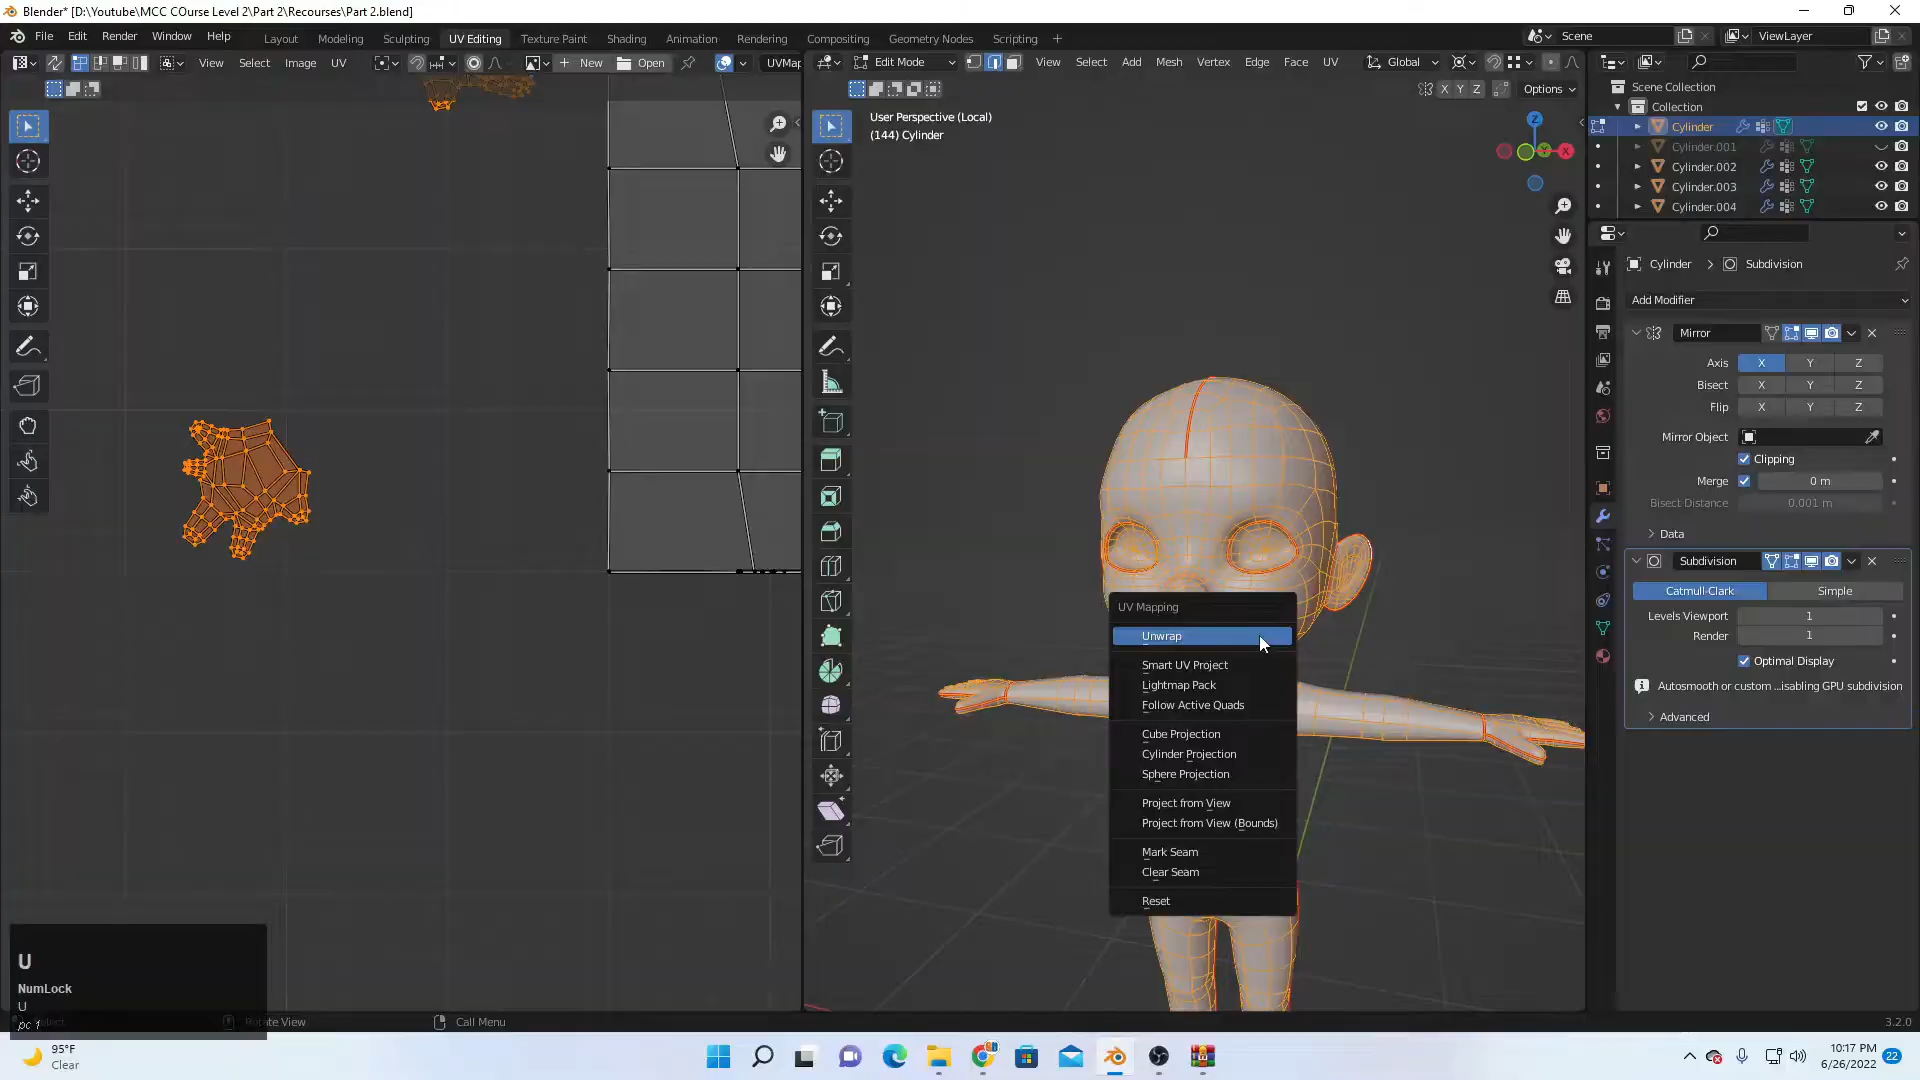 Blender* [D:\Youtube\MCC COurse Level 2\Part 2\Recourses\Part 2.blend]
File Edit Render Window Help
Layout Modeling Sculpting UV Editing Texture Paint Shading Animation Rendering Compositing Geometry Nodes Scripting +
Scene
ViewLayer
View Select Image UV
New
Open
UVMap
Edit Mode
View Select Add Mesh Vertex Edge Face UV
Global
X Y Z
Options
User Perspective (Local)
(144) Cylinder
Z
X
Scene Collection
Collection
Cylinder
Cylinder.001
Cylinder.002
Cylinder.003
Cylinder.004
Cylinder > Subdivision
Add Modifier
Mirror
Axis X Y Z
Bisect X Y Z
Flip X Y Z
Mirror Object
Clipping
Merge 0 m
Bisect Distance 0.001 m
Data
Subdivision
Catmull-Clark Simple
Levels Viewport 1
Render 1
Optimal Display
Autosmooth or custom ...isabling GPU subdivision
Advanced
UV Mapping
Unwrap
Smart UV Project
Lightmap Pack
Follow Active Quads
Cube Projection
Cylinder Projection
Sphere Projection
Project from View
Project from View (Bounds)
Mark Seam
Clear Seam
Reset
U
NumLock
U
pc 1
Rotate View
Call Menu
3.2.0
95°F
Clear
10:17 PM
6/26/2022
22